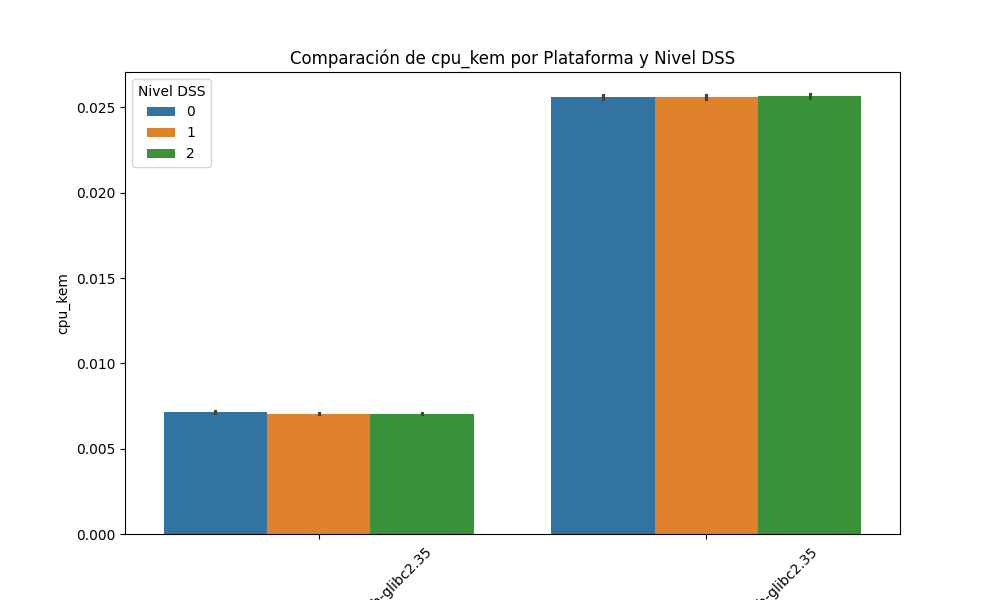 Comparación de cpu_kem por Plataforma y Nivel DSS
Nivel DSS
0
1
2
cpu_kem
0.025
0.020
0.015
0.010
0.005
0.000
-glibc2.35
-glibc2.35